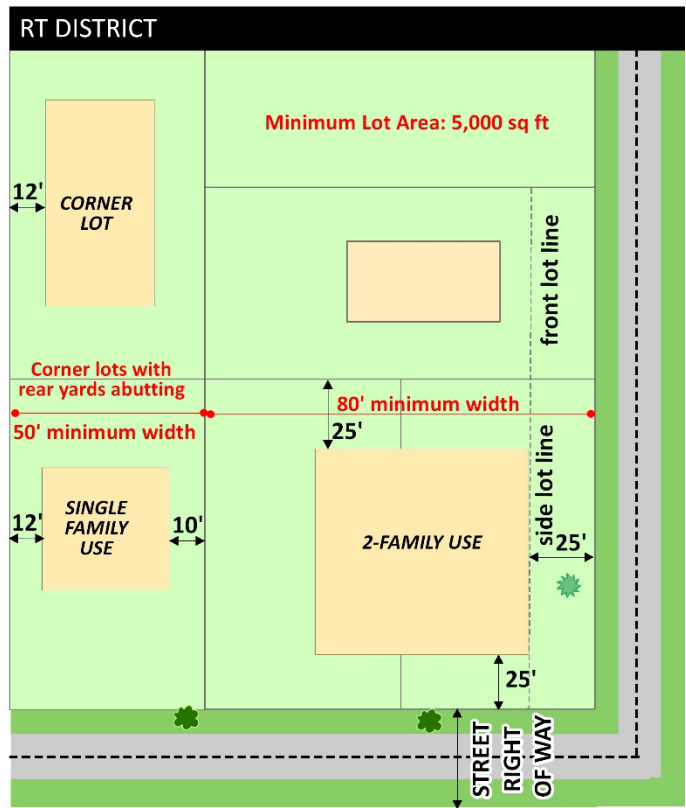 RT DISTRICT
Minimum Lot Area: 5,000 sq ft
12'
CORNER
LOT
front lot line
Corner lots with
rear yards abutting
80' minimum width
50' minimum width
25'
side lot line
12'
SINGLE
FAMILY
USE
10'
2-FAMILY USE
25'
25'
STREET
RIGHT
OF WAY